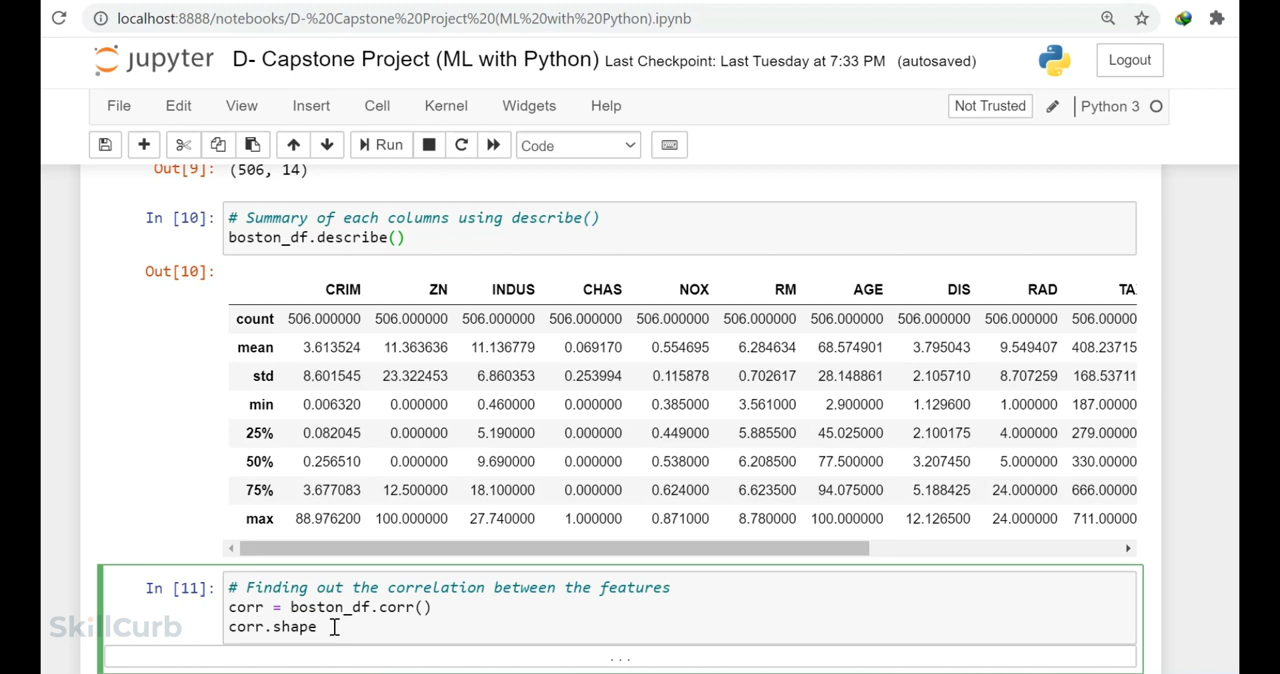 localhost:8888/notebooks/D-%20Capstone%20Project%20(ML%20with%20Python).ipynb
jupyter D- Capstone Project (ML with Python) Last Checkpoint: Last Tuesday at 7:33 PM (autosaved) Logout
File Edit View Insert Cell Kernel Widgets Help Not Trusted Python 3
Run Code
Out[9]: (506, 14)
In [10]: # Summary of each columns using describe()
boston_df.describe()
Out[10]:
CRIM ZN INDUS CHAS NOX RM AGE DIS RAD TA
count 506.000000 506.000000 506.000000 506.000000 506.000000 506.000000 506.000000 506.000000 506.000000 506.00000
mean 3.613524 11.363636 11.136779 0.069170 0.554695 6.284634 68.574901 3.795043 9.549407 408.23715
std 8.601545 23.322453 6.860353 0.253994 0.115878 0.702617 28.148861 2.105710 8.707259 168.53711
min 0.006320 0.000000 0.460000 0.000000 0.385000 3.561000 2.900000 1.129600 1.000000 187.00000
25% 0.082045 0.000000 5.190000 0.000000 0.449000 5.885500 45.025000 2.100175 4.000000 279.00000
50% 0.256510 0.000000 9.690000 0.000000 0.538000 6.208500 77.500000 3.207450 5.000000 330.00000
75% 3.677083 12.500000 18.100000 0.000000 0.624000 6.623500 94.075000 5.188425 24.000000 666.00000
max 88.976200 100.000000 27.740000 1.000000 0.871000 8.780000 100.000000 12.126500 24.000000 711.00000
In [11]: # Finding out the correlation between the features
corr = boston_df.corr()
corr.shape
SkillCurb
...